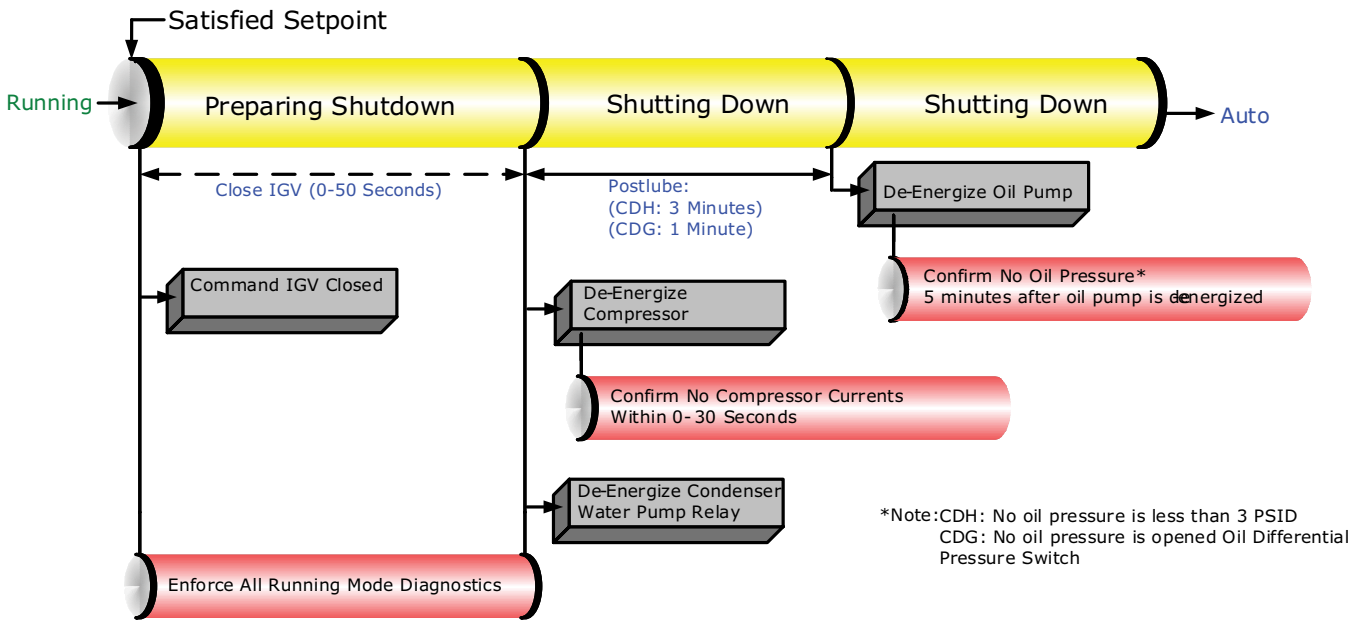 Satisfied Setpoint
Running
Preparing Shutdown
Shutting Down
Shutting Down
Auto
Close IGV (0-50 Seconds)
Postlube:
(CDH: 3 Minutes)
(CDG: 1 Minute)
De-Energize Oil Pump
Confirm No Oil Pressure*
5 minutes after oil pump is de-energized
Command IGV Closed
De-Energize
Compressor
Confirm No Compressor Currents
Within 0-30 Seconds
De-Energize Condenser
Water Pump Relay
*Note:CDH: No oil pressure is less than 3 PSID
CDG: No oil pressure is opened Oil Differential
Pressure Switch
Enforce All Running Mode Diagnostics